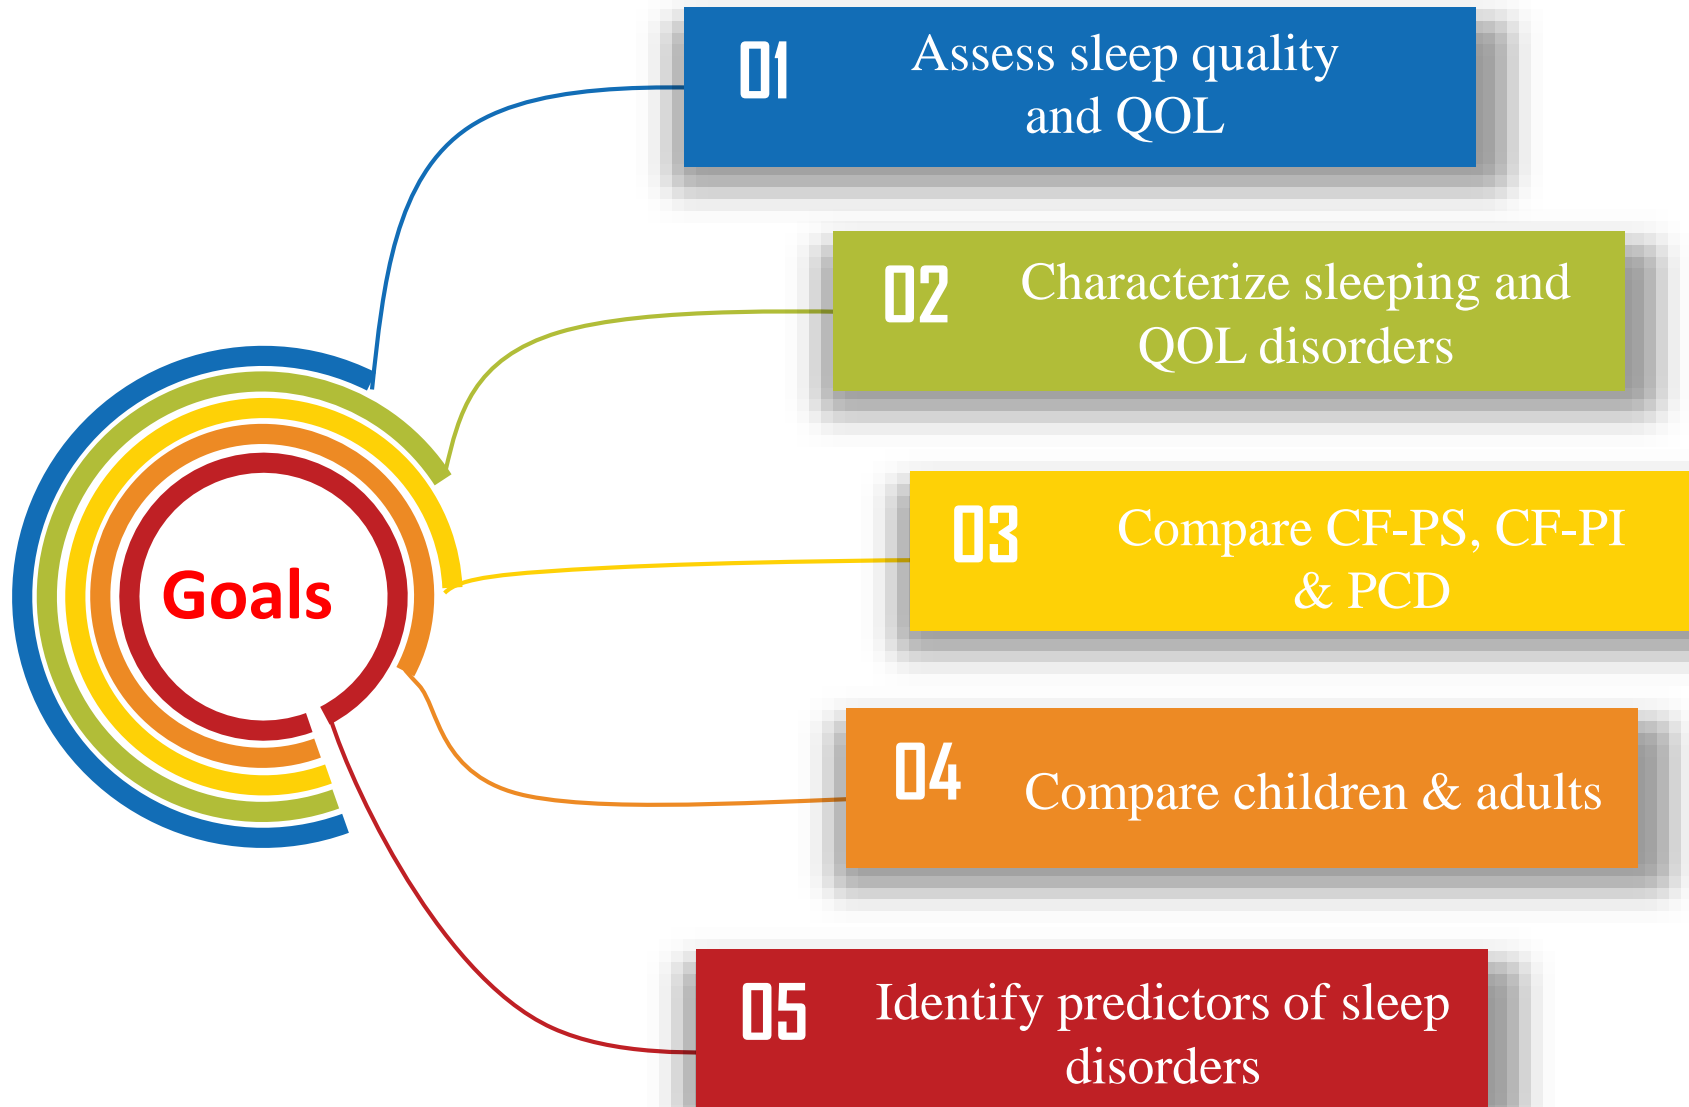 01
Assess sleep quality
and QOL
02
Characterize sleeping and
QOL disorders
03
Compare CF-PS, CF-PI
& PCD
Goals
04
Compare children & adults
05
Identify predictors of sleep
disorders